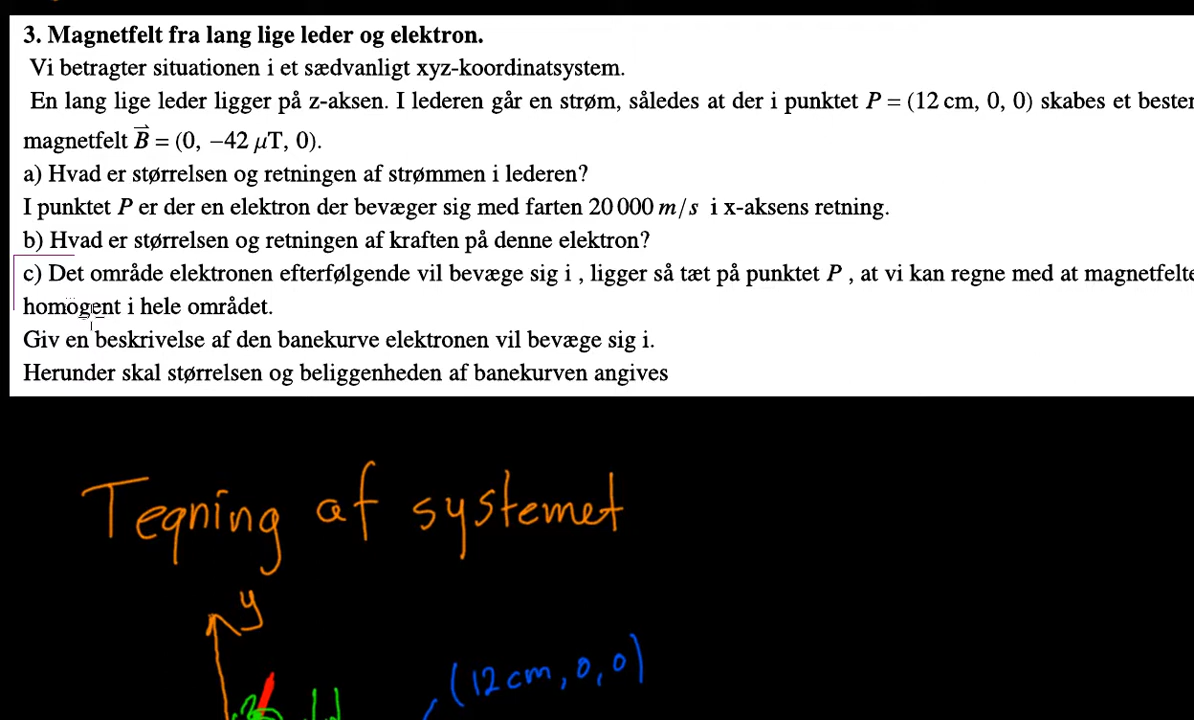 3. Magnetfelt fra lang lige leder og elektron.
Vi betragter situationen i et sædvanligt xyz-koordinatsystem.
En lang lige leder ligger på z-aksen. I lederen går en strøm, således at der i punktet P = (12 cm, 0, 0) skabes et bester
magnetfelt B⃗ = (0, −42 μT, 0).
a) Hvad er størrelsen og retningen af strømmen i lederen?
I punktet P er der en elektron der bevæger sig med farten 20 000 m/s i x-aksens retning.
b) Hvad er størrelsen og retningen af kraften på denne elektron?
c) Det område elektronen efterfølgende vil bevæge sig i , ligger så tæt på punktet P , at vi kan regne med at magnetfelte
homogent i hele området.
Giv en beskrivelse af den banekurve elektronen vil bevæge sig i.
Herunder skal størrelsen og beliggenheden af banekurven angives
Tegning af systemet
y
(12cm, 0, 0)